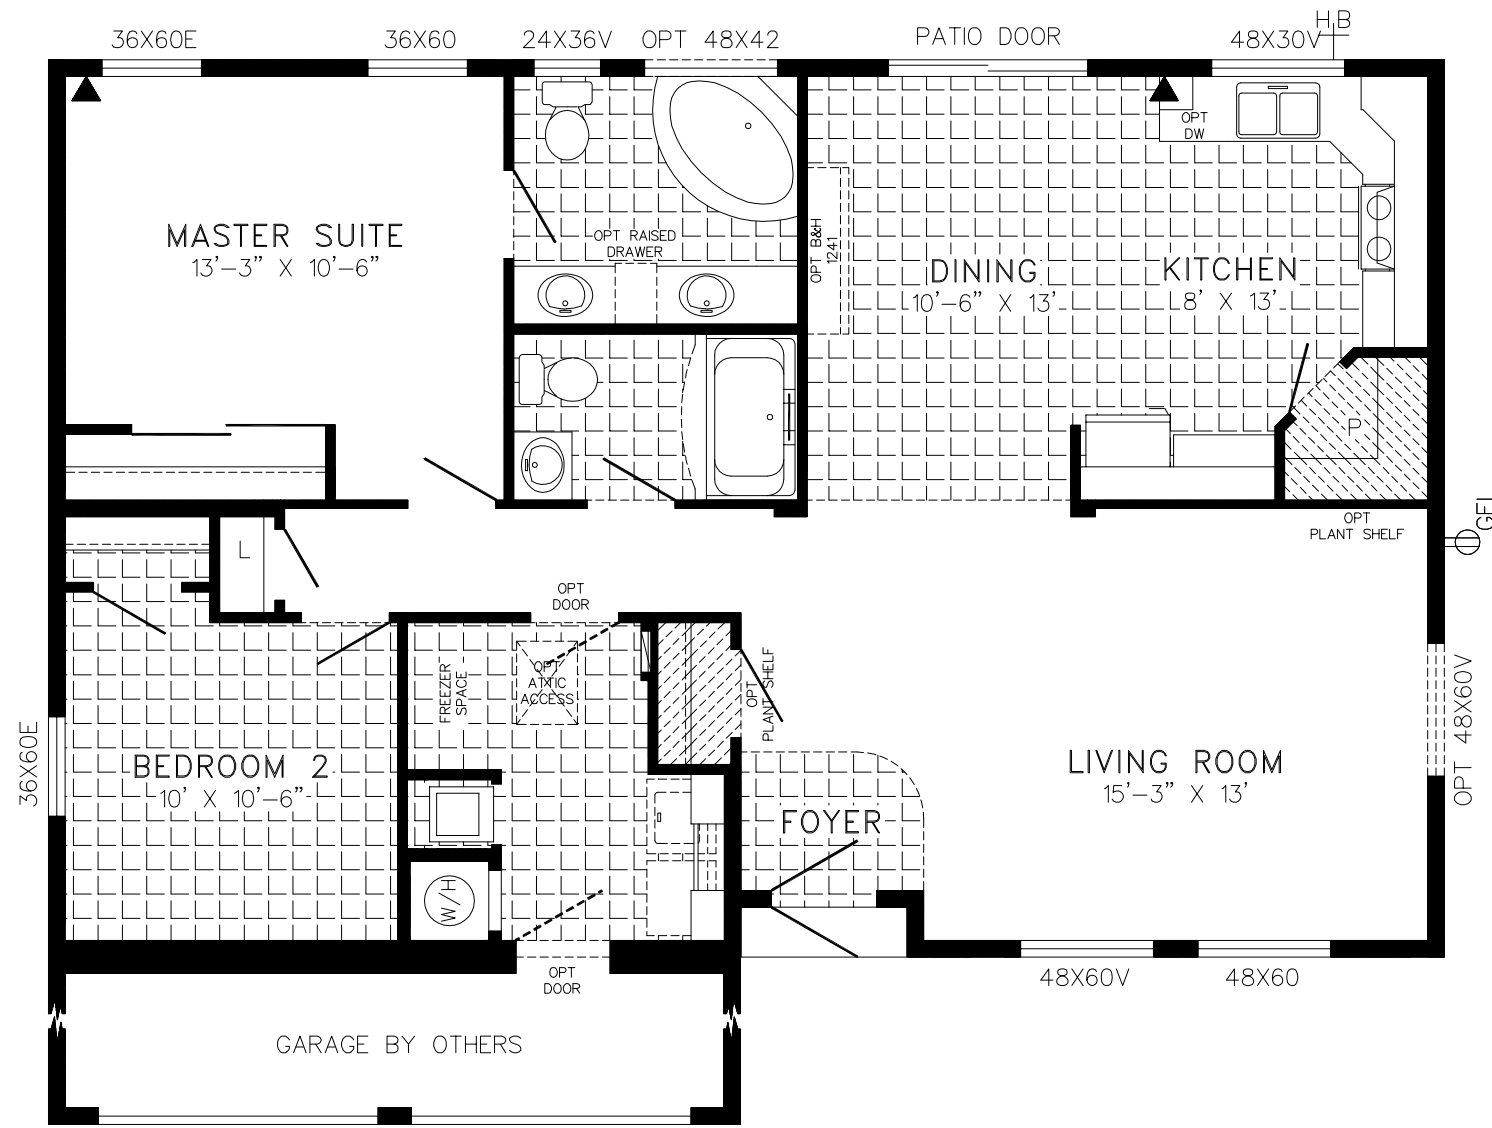 36X60E
36X60
24X36V
OPT 48X42
PATIO DOOR
48X30V
H.B
OPT
DW
MASTER SUITE
13'-3" X 10'-6"
OPT RAISED
DRAWER
OPT B&H
1241
DINING
10'-6" X 13'
KITCHEN
8' X 13'
P
L
OPT
PLANT SHELF
GFI
OPT
DOOR
FREEZER
SPACE
OPT
ATTIC
ACCESS
OPT
PLANT SHELF
36X60E
BEDROOM 2
10' X 10'-6"
FOYER
LIVING ROOM
15'-3" X 13'
OPT 48X60V
W/H
OPT
DOOR
48X60V
48X60
GARAGE BY OTHERS